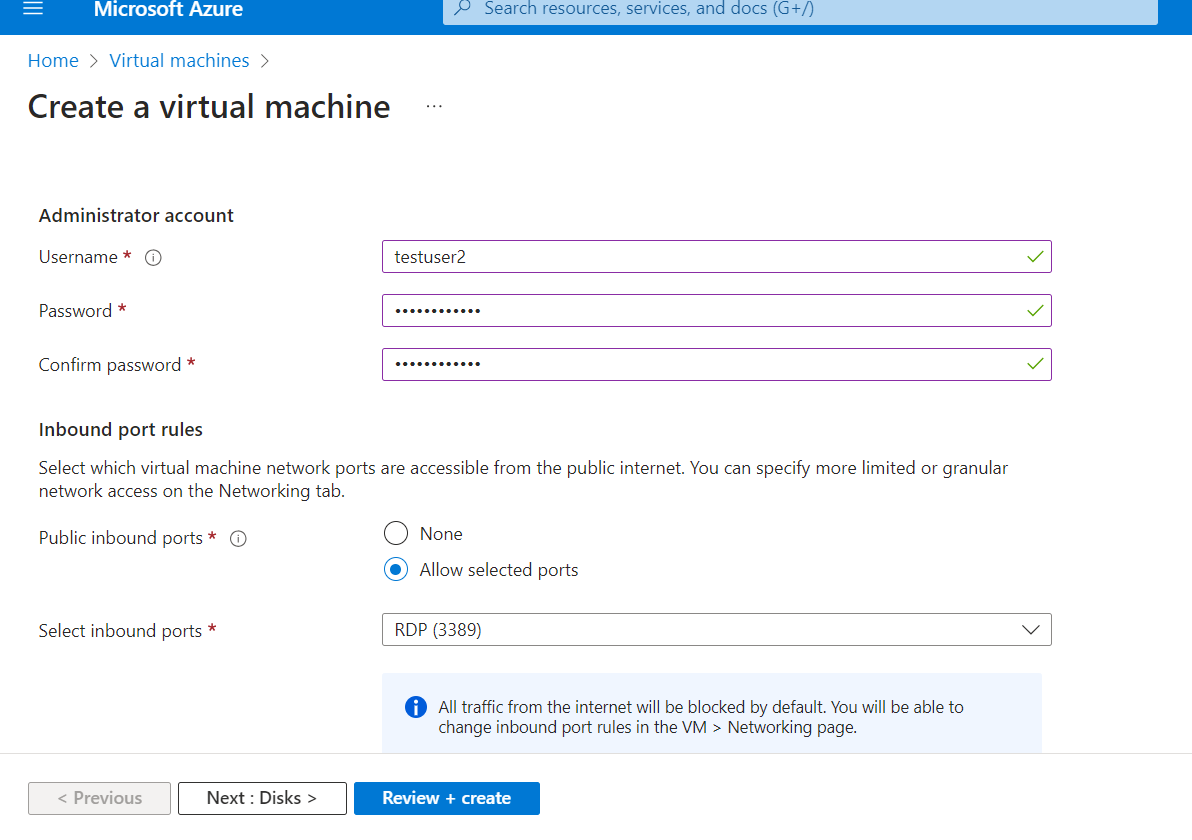 Microsoft Azure
Search resources, services, and docs (G+/)
Home > Virtual machines >
Create a virtual machine ...
Administrator account
Username * testuser2
Password * ••••••••••••
Confirm password * ••••••••••••
Inbound port rules
Select which virtual machine network ports are accessible from the public internet. You can specify more limited or granular
network access on the Networking tab.
Public inbound ports * None
Allow selected ports
Select inbound ports * RDP (3389)
All traffic from the internet will be blocked by default. You will be able to
change inbound port rules in the VM > Networking page.
< Previous Next : Disks > Review + create